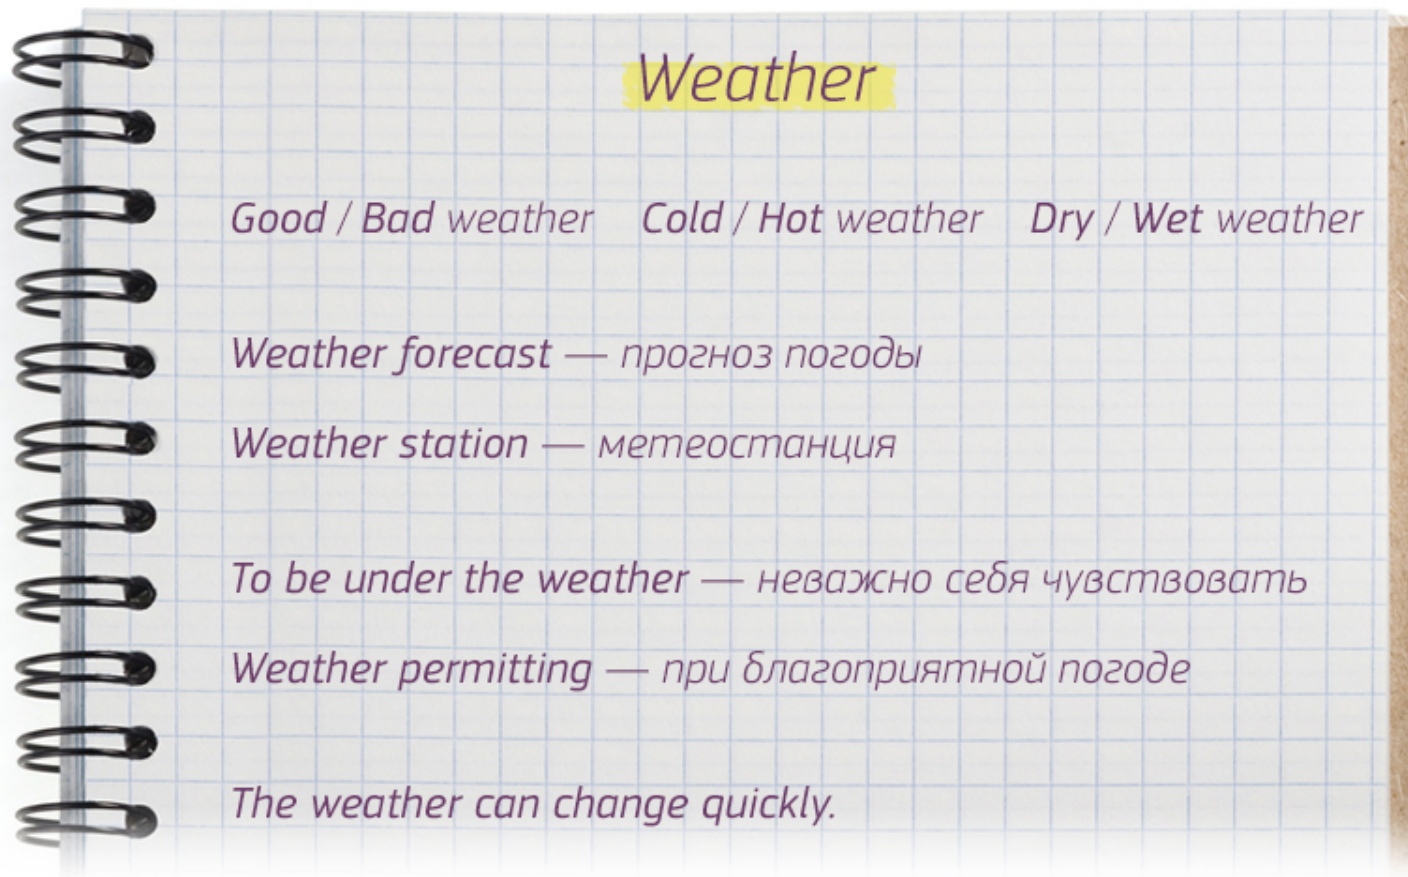 Weather
Good / Bad weather Cold / Hot weather Dry / Wet weather
Weather forecast — прогноз погоды
Weather station — метеостанция
To be under the weather — неважно себя чувствовать
Weather permitting — при благоприятной погоде
The weather can change quickly.